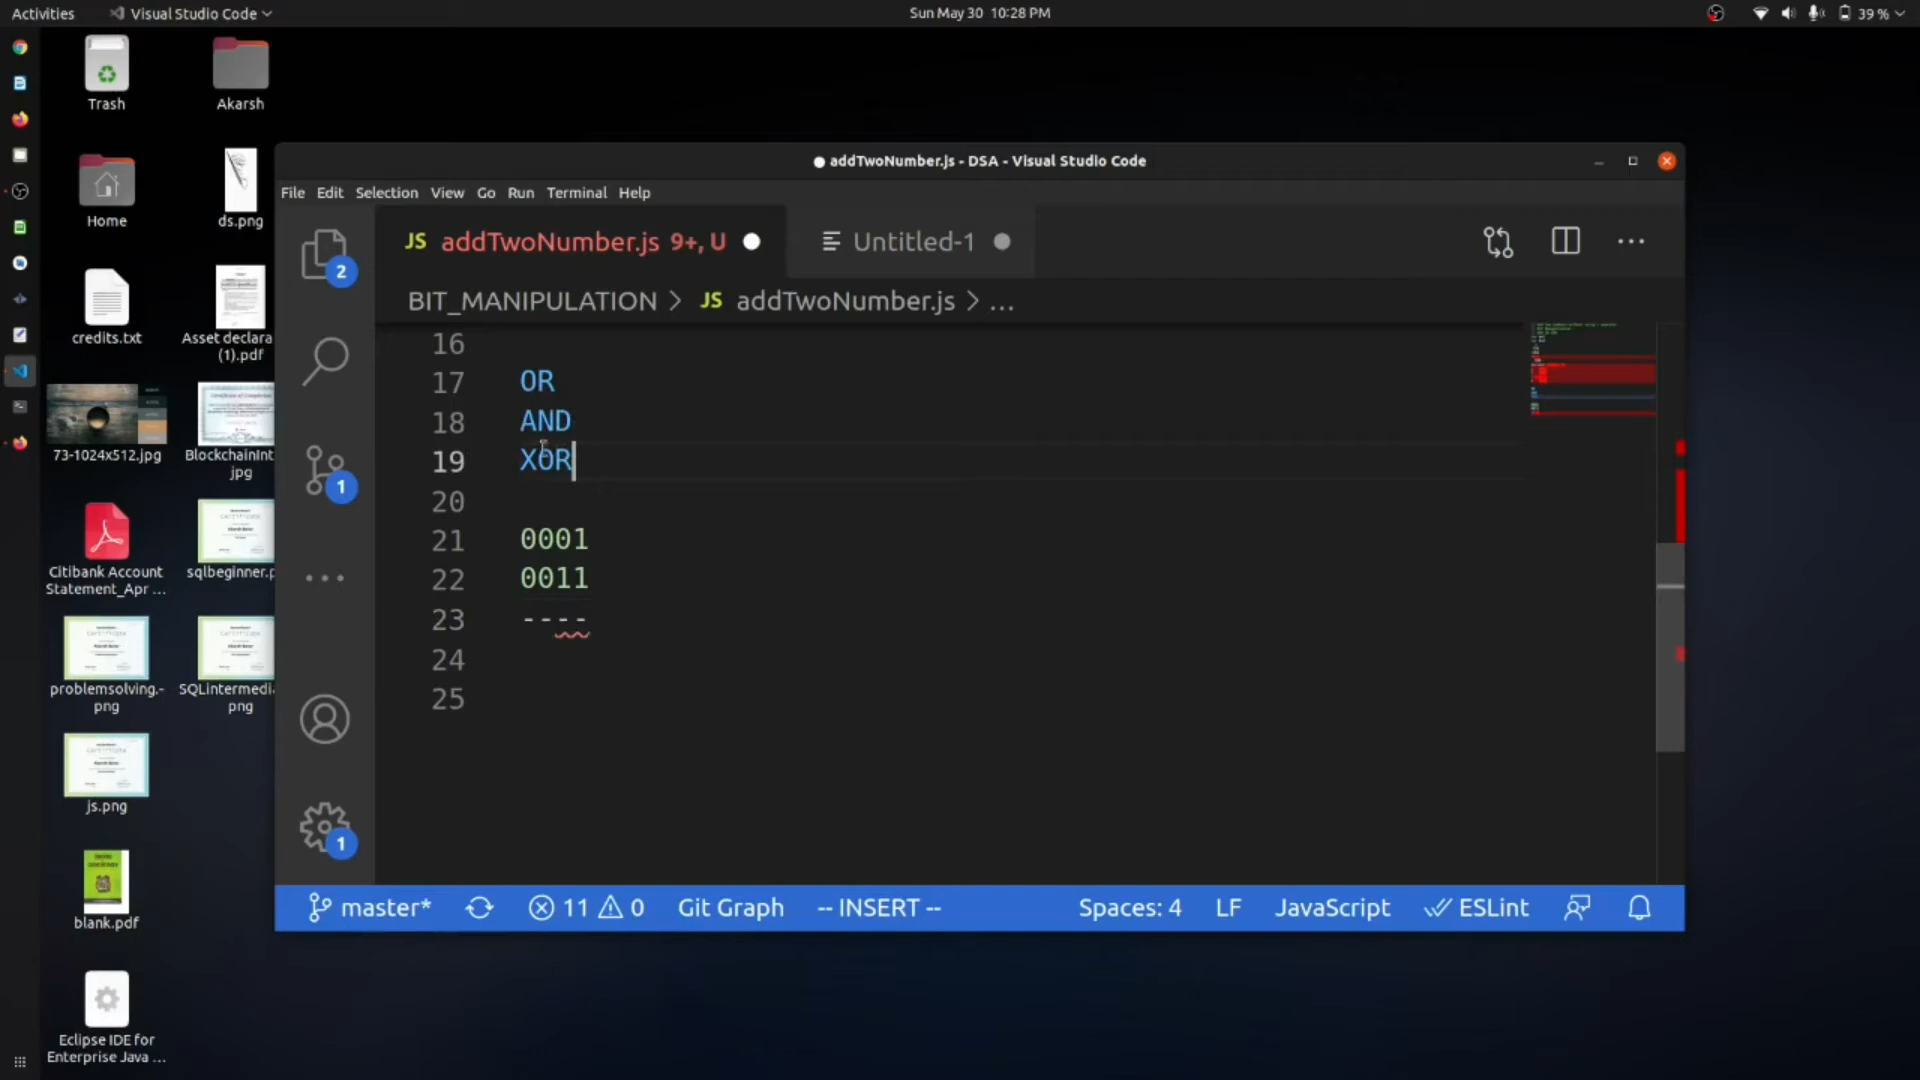 Activities
Visual Studio Code
Sun May 30 10:28 PM
39 %
Trash
Akarsh
Home
ds.png
credits.txt
Asset declara
(1).pdf
73-1024x512.jpg
BlockchainInt
jpg
Citibank Account
Statement_Apr ...
sqlbeginner.p
problemsolving.-
png
SQLintermedi
png
js.png
blank.pdf
Eclipse IDE for
Enterprise Java ...
● addTwoNumber.js - DSA - Visual Studio Code
File Edit Selection View Go Run Terminal Help
JS addTwoNumber.js 9+, U
Untitled-1
BIT_MANIPULATION > JS addTwoNumber.js > ...
2
1
1
16
17 OR
18 AND
19 XOR
20
21 0001
22 0011
23 ----
24
25
master* 11 0 Git Graph -- INSERT -- Spaces: 4 LF JavaScript ESLint